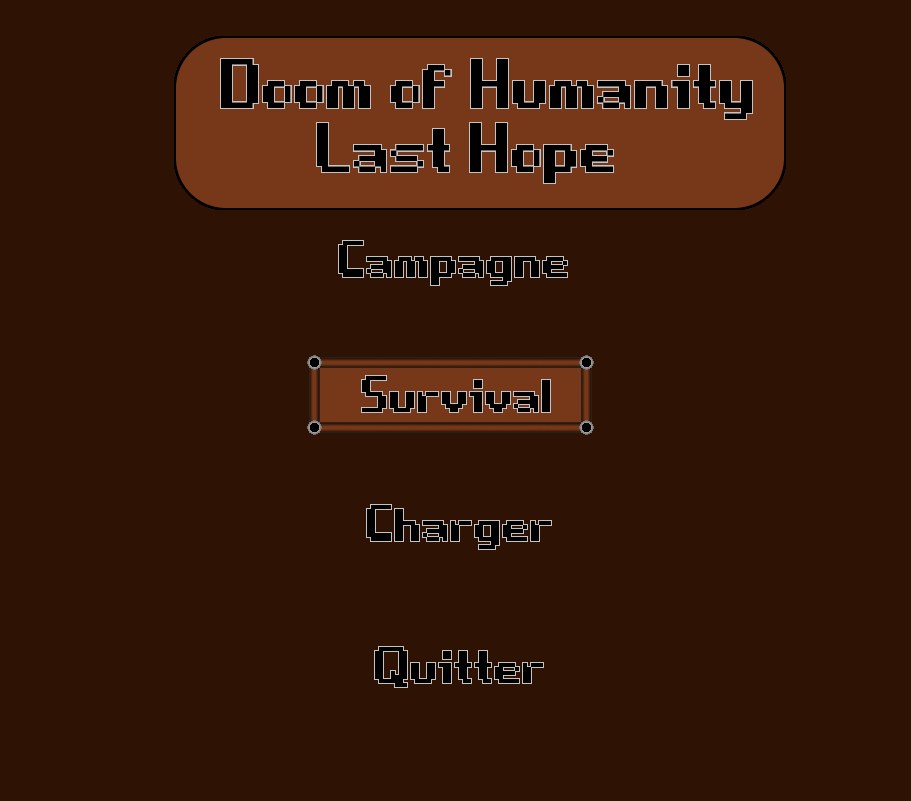 Doom of Humanity
Last Hope
Campagne
Survival
Charger
Quitter